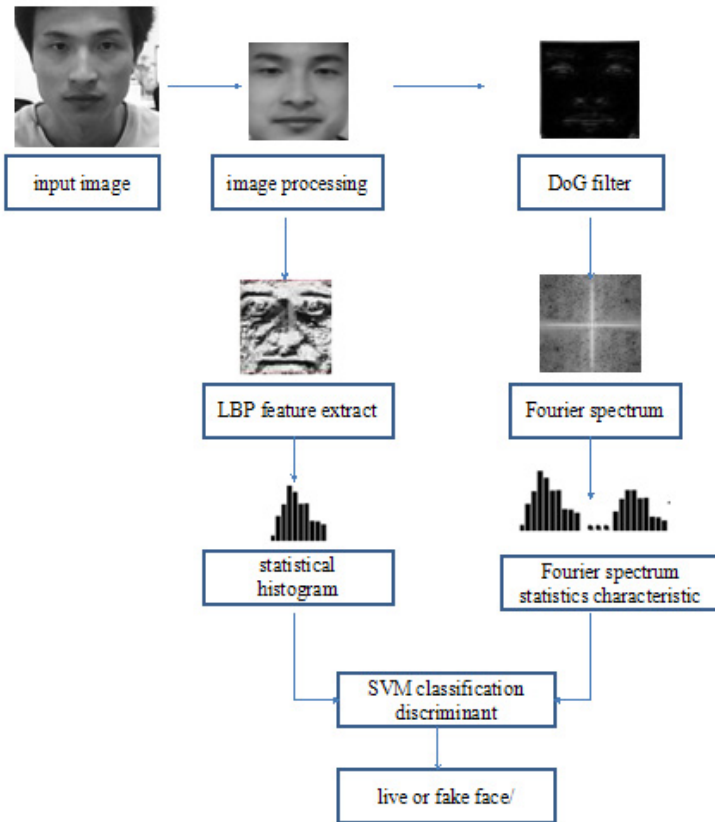 input image
image processing
DoG filter
LBP feature extract
Fourier spectrum
statistical
histogram
Fourier spectrum
statistics characteristic
SVM classification
discriminant
live or fake face/